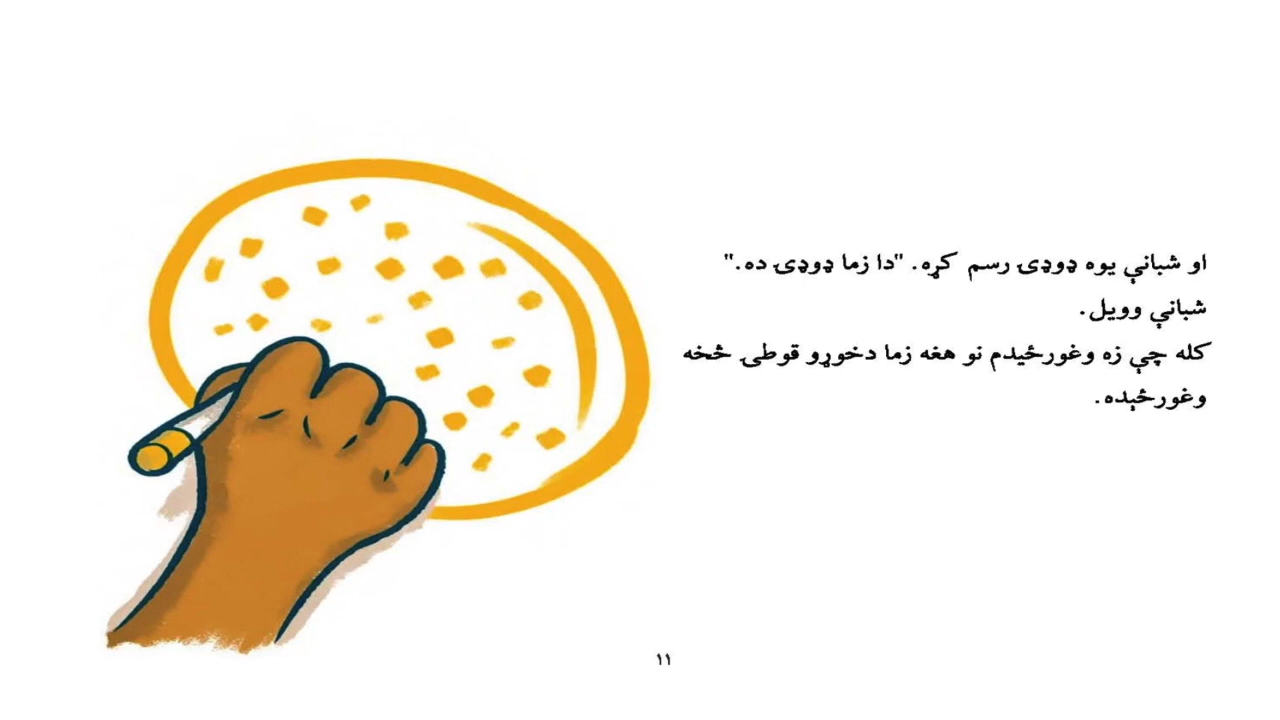 او شبانې یوه ډوډۍ رسم کړه. "دا زما ډوډۍ ده."
شبانې وویل.
کله چې زه وغورځیدم نو هغه زما دخوړو قوطۍ څخه
وغورځېده.
۱۱